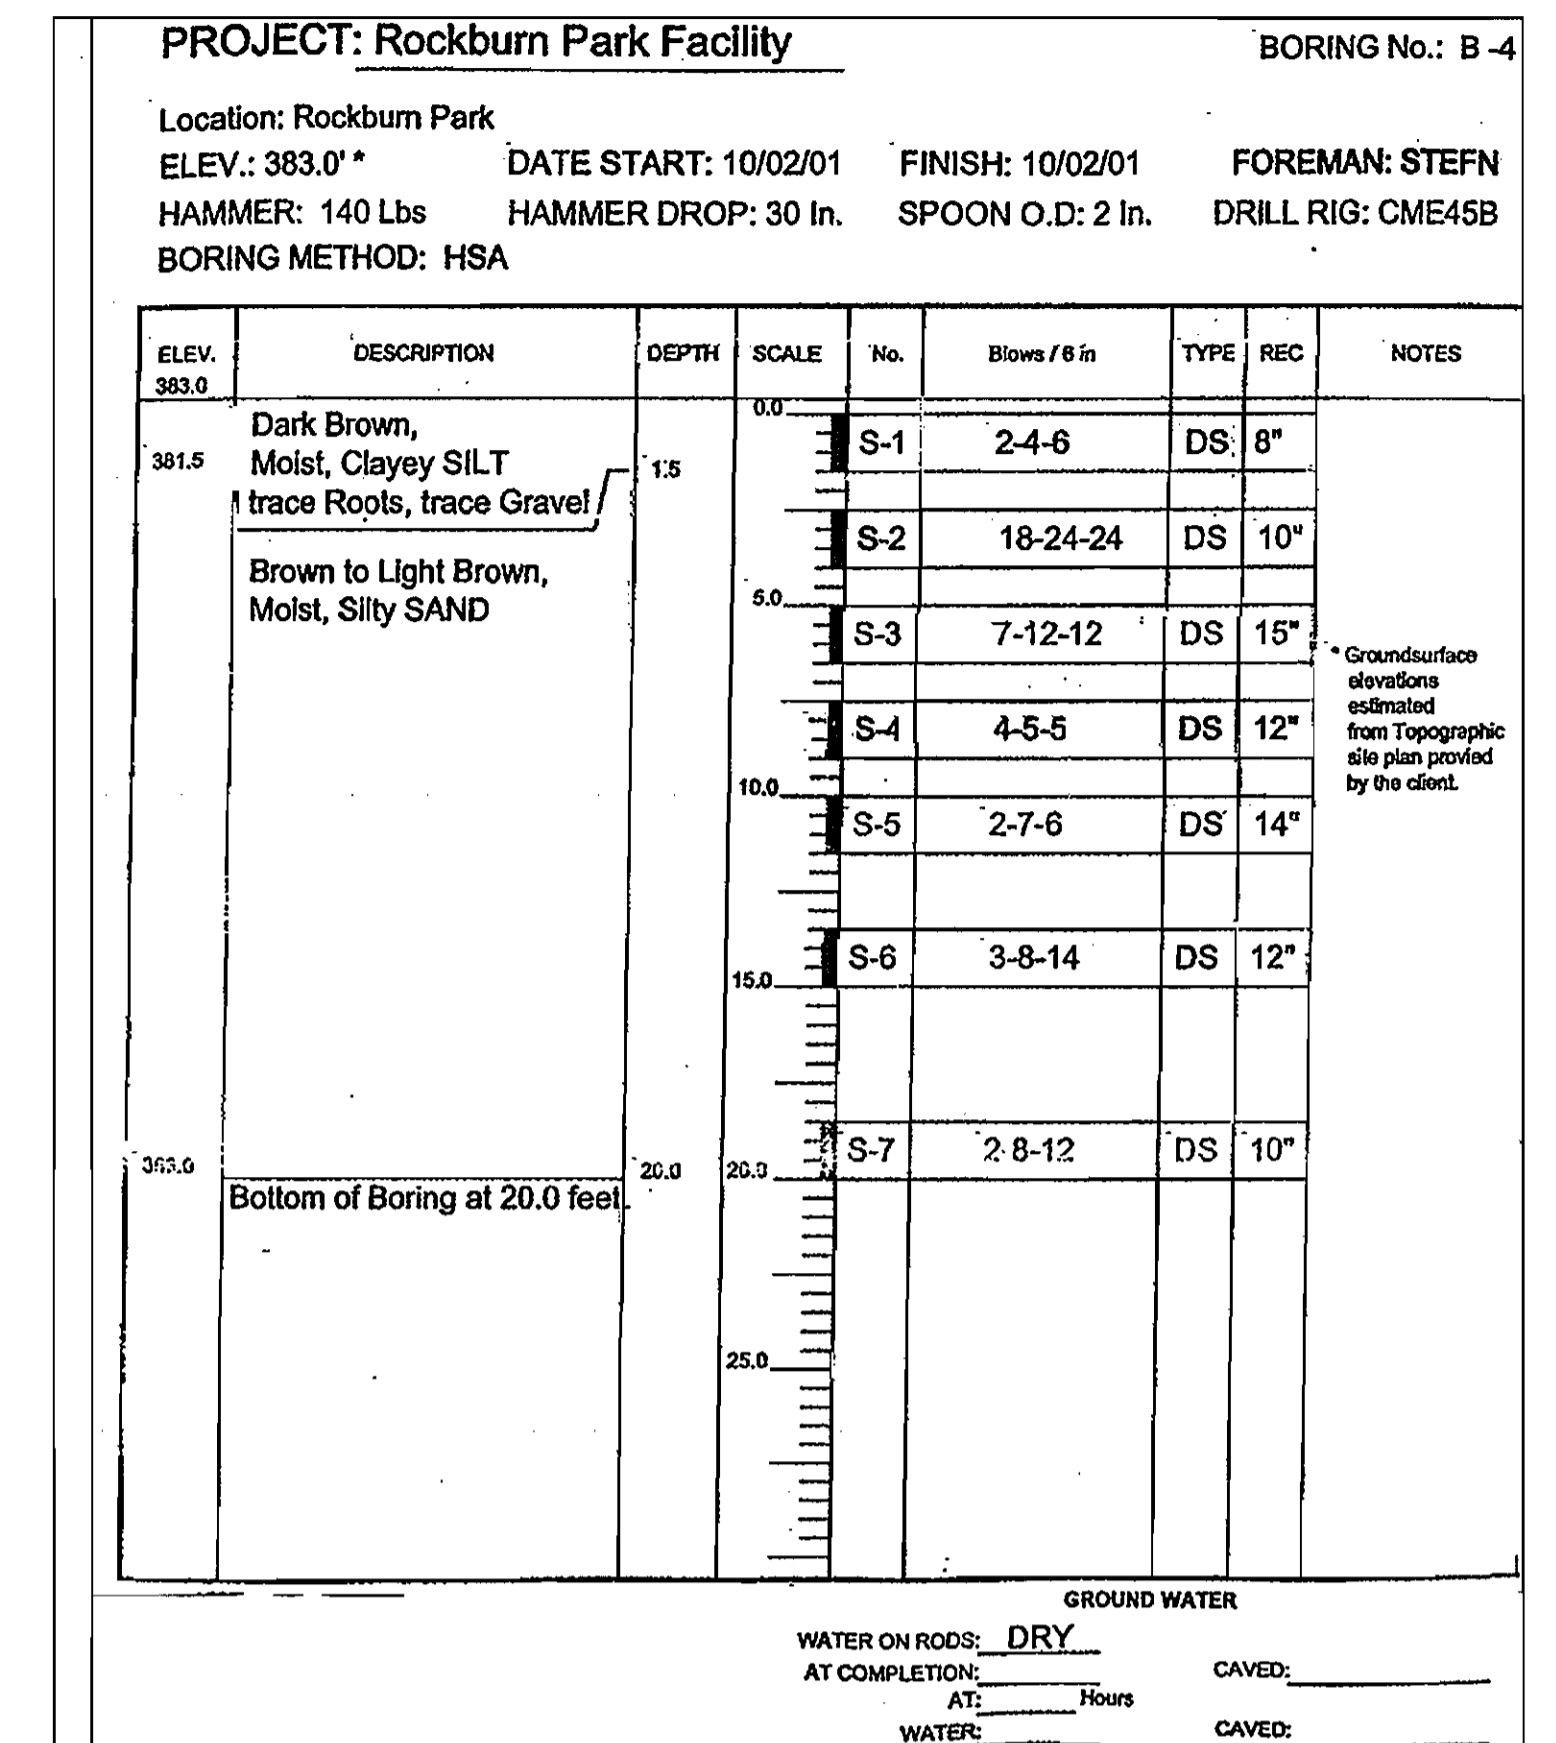 PROJECT: Rockburn Park Facility BORING No.: B-4
Location: Rockburn Park
ELEV.: 383.0' * DATE START: 10/02/01 FINISH: 10/02/01 FOREMAN: STEFN
HAMMER: 140 Lbs HAMMER DROP: 30 In. SPOON O.D: 2 In. DRILL RIG: CME45B
BORING METHOD: HSA
ELEV. DESCRIPTION DEPTH SCALE No. Blows / 6 in TYPE REC NOTES
383.0
0.0
Dark Brown,
381.5 Moist, Clayey SILT 1.5 S-1 2-4-6 DS 8"
trace Roots, trace Gravel
S-2 18-24-24 DS 10"
Brown to Light Brown,
Moist, Silty SAND 5.0
S-3 7-12-12 DS 15"
* Groundsurface
elevations
estimated
from Topographic
site plan provied
by the client.
S-4 4-5-5 DS 12"
10.0
S-5 2-7-6 DS 14"
S-6 3-8-14 DS 12"
15.0
S-7 2-8-12 DS 10"
363.0 20.0 20.0
Bottom of Boring at 20.0 feet.
25.0
GROUND WATER
WATER ON RODS: DRY
AT COMPLETION: CAVED:
AT: Hours
WATER: CAVED: